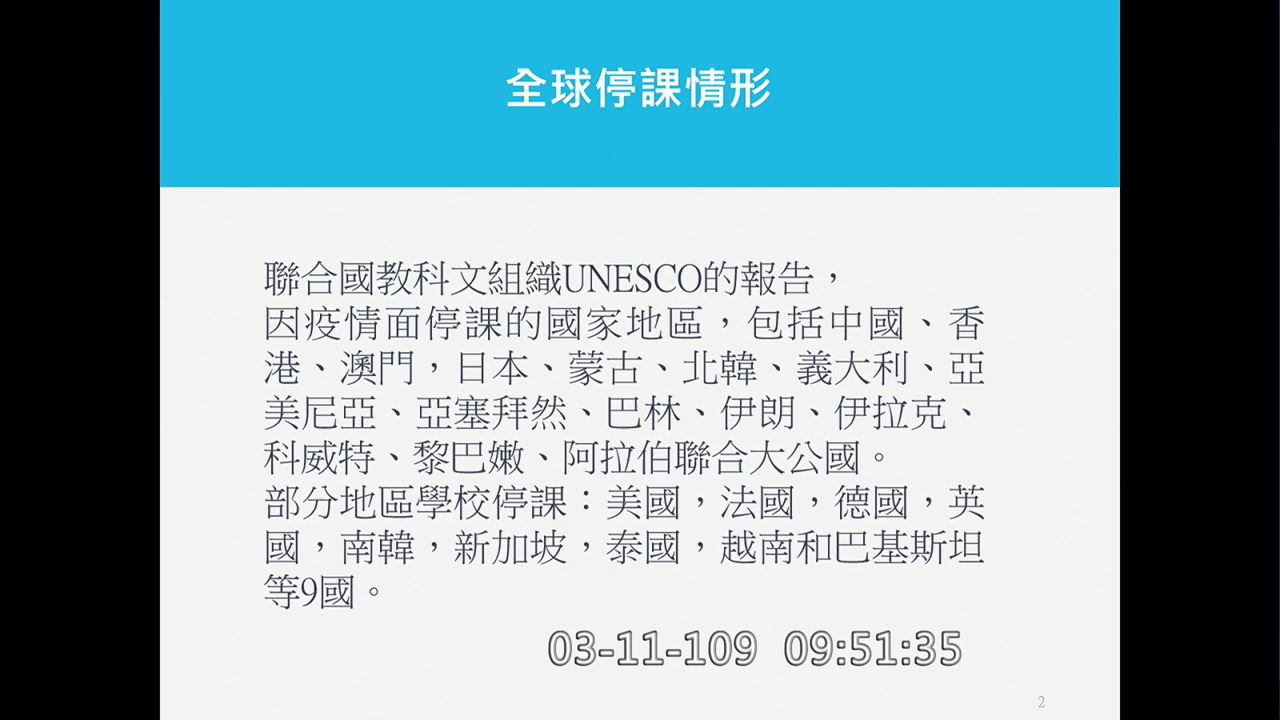 全球停課情形
聯合國教科文組織UNESCO的報告，
因疫情面停課的國家地區，包括中國、香
港、澳門，日本、蒙古、北韓、義大利、亞
美尼亞、亞塞拜然、巴林、伊朗、伊拉克、
科威特、黎巴嫩、阿拉伯聯合大公國。
部分地區學校停課：美國，法國，德國，英
國，南韓，新加坡，泰國，越南和巴基斯坦
等9國。
03-11-109 09:51:35
2